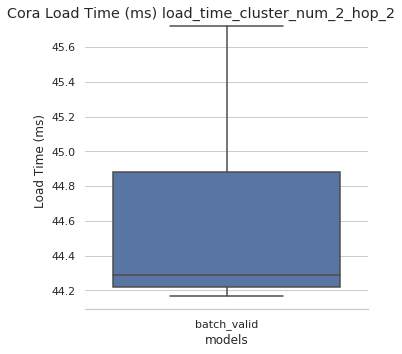 Cora Load Time (ms) load_time_cluster_num_2_hop_2
45.6
45.4
45.2
45.0
44.8
44.6
44.4
44.2
Load Time (ms)
batch_valid
models